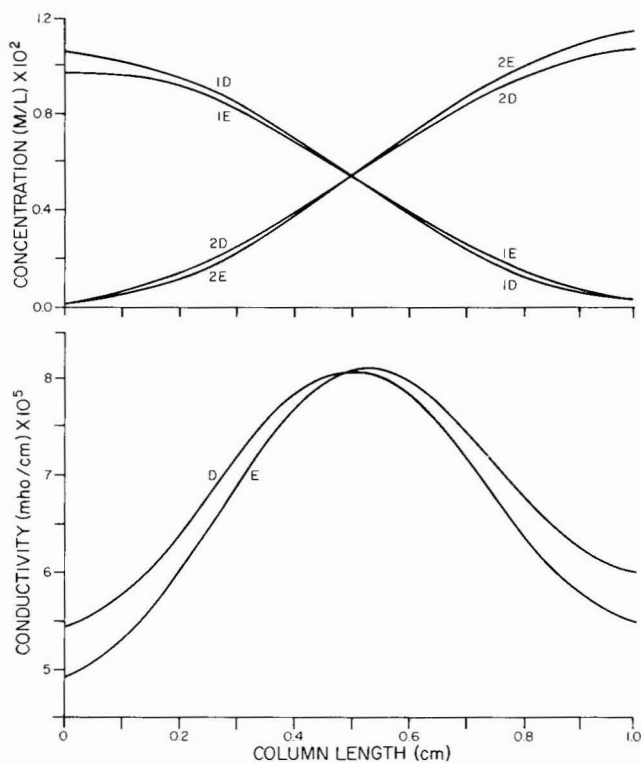 CONCENTRATION (M/L) X10²
1.2
0.8
0.4
0.0
1D
1E
2D
2E
2E
2D
1E
1D
CONDUCTIVITY (mho/cm) X10⁵
8
7
6
5
D
E
0
0.2
0.4
0.6
0.8
1.0
COLUMN LENGTH (cm)